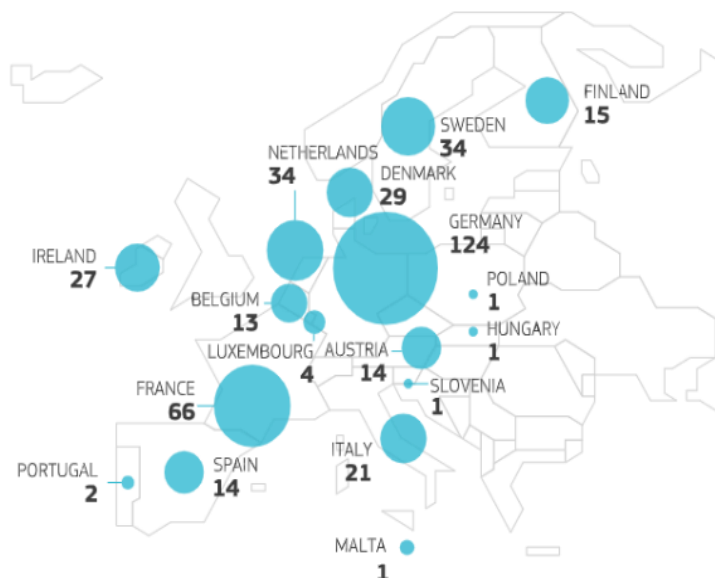 FINLAND
15
SWEDEN
34
NETHERLANDS
34
DENMARK
29
GERMANY
124
IRELAND
27
POLAND
1
BELGIUM
13
HUNGARY
1
LUXEMBOURG
4
AUSTRIA
14
SLOVENIA
1
FRANCE
66
ITALY
21
PORTUGAL
2
SPAIN
14
MALTA
1